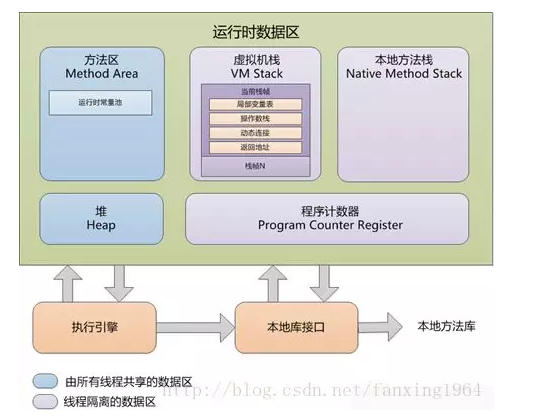 运行时数据区
方法区
Method Area
运行时常量池
虚拟机栈
VM Stack
当前栈帧
局部变量表
操作数栈
动态连接
返回地址
栈帧N
本地方法栈
Native Method Stack
堆
Heap
程序计数器
Program Counter Register
执行引擎
本地库接口
本地方法库
由所有线程共享的数据区
线程隔离的数据区
http://blog.csdn.net/fanxing1964